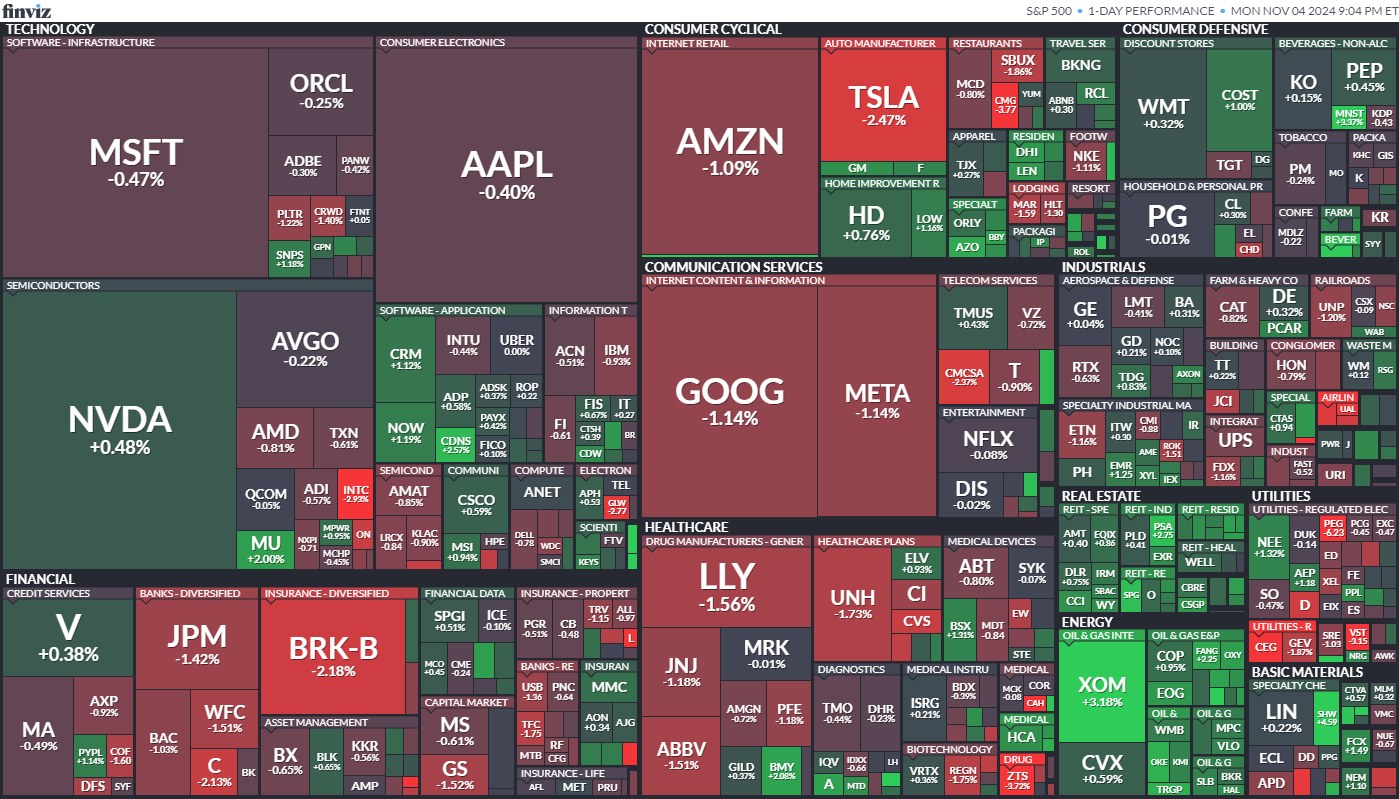 finviz
S&P 500 • 1-DAY PERFORMANCE • MON NOV 04 2024 9:04 PM ET
TECHNOLOGY
SOFTWARE - INFRASTRUCTURE
MSFT
-0.47%
ORCL
-0.25%
ADBE
-0.30%
PANW
-0.42%
PLTR
-1.22%
CRWD
-1.40%
FTNT
+0.05
SNPS
+1.18%
GPN
CONSUMER ELECTRONICS
AAPL
-0.40%
SEMICONDUCTORS
NVDA
+0.48%
AVGO
-0.22%
AMD
-0.81%
TXN
-0.61%
QCOM
-0.05%
ADI
-0.57%
INTC
-2.93%
MU
+2.00%
NXPI
-0.71
MPWR
+0.95%
ON
MCHP
-0.45%
SOFTWARE - APPLICATION
CRM
+1.12%
INTU
-0.44%
UBER
0.00%
NOW
+1.19%
ADP
+0.58%
ADSK
+0.37%
ROP
+0.22
PAYX
+0.42%
CDNS
+2.57%
FICO
+0.10%
INFORMATION T
ACN
-0.51%
IBM
-0.93%
FI
-0.61
FIS
+0.67%
IT
+0.27
CTSH
+0.39
BR
CDW
SEMICOND
AMAT
-0.85%
LRCX
-0.84
KLAC
-0.90%
COMMUNI
CSCO
+0.59%
MSI
+0.94%
HPE
COMPUTE
ANET
DELL
-0.78
WDC
SMCI
ELECTRON
APH
+0.53
TEL
GLW
-2.77
SCIENTI
FTV
KEYS
CONSUMER CYCLICAL
INTERNET RETAIL
AMZN
-1.09%
AUTO MANUFACTURER
TSLA
-2.47%
GM
F
HOME IMPROVEMENT R
HD
+0.76%
LOW
+1.16%
RESTAURANTS
MCD
-0.80%
SBUX
-1.86%
CMG
-3.77
YUM
TRAVEL SER
BKNG
ABNB
+0.30
RCL
APPAREL
TJX
+0.27%
RESIDEN
DHI
LEN
FOOTW
NKE
-1.11%
SPECIALT
ORLY
AZO
BBY
LODGING
MAR
-1.59
HLT
-1.30
RESORT
PACKAGI
IP
ROL
CONSUMER DEFENSIVE
DISCOUNT STORES
WMT
+0.32%
COST
+1.00%
TGT
DG
BEVERAGES - NON-ALC
KO
+0.15%
PEP
+0.45%
MNST
+3.37%
KDP
-0.43
HOUSEHOLD & PERSONAL PR
PG
-0.01%
CL
+0.30%
EL
CHD
TOBACCO
PM
-0.24%
MO
PACKA
KHC
GIS
K
CONFE
MDLZ
-0.22
FARM
BEVER
KR
SYY
COMMUNICATION SERVICES
INTERNET CONTENT & INFORMATION
GOOG
-1.14%
META
-1.14%
TELECOM SERVICES
TMUS
+0.43%
VZ
-0.72%
CMCSA
-2.37%
T
-0.90%
ENTERTAINMENT
NFLX
-0.08%
DIS
-0.02%
INDUSTRIALS
AEROSPACE & DEFENSE
GE
+0.04%
LMT
-0.41%
BA
+0.31%
RTX
-0.63%
GD
+0.21%
NOC
+0.10%
TDG
+0.83%
AXON
FARM & HEAVY CO
CAT
-0.82%
DE
+0.32%
PCAR
RAILROADS
UNP
-1.20%
CSX
-0.09
NSC
WAB
BUILDING
TT
+0.22%
JCI
CONGLOMER
HON
-0.79%
WASTE M
WM
+0.12
RSG
SPECIALTY INDUSTRIAL MA
ETN
-1.16%
ITW
+0.30
CMI
-0.88
IR
PH
EMR
+1.25
AME
ROK
-1.51
XYL
IEX
INTEGRAT
UPS
FDX
-1.16%
SPECIAL
CTAS
+0.94
AIRLIN
UAL
PWR
J
INDUST
FAST
-0.52
URI
HEALTHCARE
DRUG MANUFACTURERS - GENER
LLY
-1.56%
JNJ
-1.18%
MRK
-0.01%
ABBV
-1.51%
AMGN
-0.72%
PFE
-1.18%
GILD
+0.37%
BMY
+2.08%
HEALTHCARE PLANS
UNH
-1.73%
ELV
+0.93%
CI
CVS
MEDICAL DEVICES
ABT
-0.80%
SYK
-0.07%
BSX
+1.31%
MDT
-0.84
EW
STE
DIAGNOSTICS
TMO
-0.44%
DHR
-0.23%
IQV
IDXX
-0.66
LH
A
MTD
MEDICAL INSTRU
ISRG
+0.21%
BDX
-0.39%
BIOTECHNOLOGY
VRTX
+0.36%
REGN
-1.75%
MEDICAL
MCK
-0.08
COR
CAH
MEDICAL
HCA
DRUG
ZTS
-3.72%
FINANCIAL
CREDIT SERVICES
V
+0.38%
MA
-0.49%
AXP
-0.92%
PYPL
+1.14%
COF
-1.60
DFS
SYF
BANKS - DIVERSIFIED
JPM
-1.42%
BAC
-1.03%
WFC
-1.51%
C
-2.13%
BK
INSURANCE - DIVERSIFIED
BRK-B
-2.18%
ASSET MANAGEMENT
BX
-0.65%
BLK
+0.65%
KKR
-0.56%
AMP
FINANCIAL DATA
SPGI
+0.51%
ICE
-0.10%
MCO
+0.45
CME
-0.24
CAPITAL MARKET
MS
-0.61%
GS
-1.52%
INSURANCE - PROPERT
PGR
-0.51%
CB
-0.48
TRV
-1.15
ALL
-0.97
L
BANKS - RE
USB
-1.36
PNC
-0.64
TFC
-1.75
MTB
RF
CFG
INSURAN
MMC
AON
+0.34
AJG
INSURANCE - LIFE
AFL
MET
PRU
REAL ESTATE
REIT - SPE
AMT
+0.40
EQIX
+0.86
DLR
+0.75%
IRM
CCI
SBAC
WY
REIT - IND
PLD
+0.41
PSA
+2.75
EXR
REIT - RE
SPG
O
REIT - RESID
REIT - HEAL
WELL
CBRE
CSGP
UTILITIES
UTILITIES - REGULATED ELEC
NEE
+1.32%
DUK
-0.14
PEG
-6.23
PCG
-0.45
EXC
-0.47
SO
-0.47%
AEP
+1.18
ED
XEL
FE
PPL
D
EIX
ES
UTILITIES - R
CEG
GEV
-1.87%
SRE
-1.03
VST
-3.15
NRG
AWK
ENERGY
OIL & GAS INTE
XOM
+3.18%
CVX
+0.59%
OIL & GAS E&P
COP
+0.95%
FANG
+2.25
OXY
EOG
OIL &
WMB
OKE
KMI
TRGP
OIL & G
MPC
VLO
OIL & G
SLB
BKR
HAL
BASIC MATERIALS
SPECIALTY CHE
LIN
+0.22%
SHW
+4.59
ECL
DD
PPG
APD
CTVA
+0.57
MLM
+0.32
VMC
FCX
+1.49
NUE
-0.67
NEM
+1.10
SLB